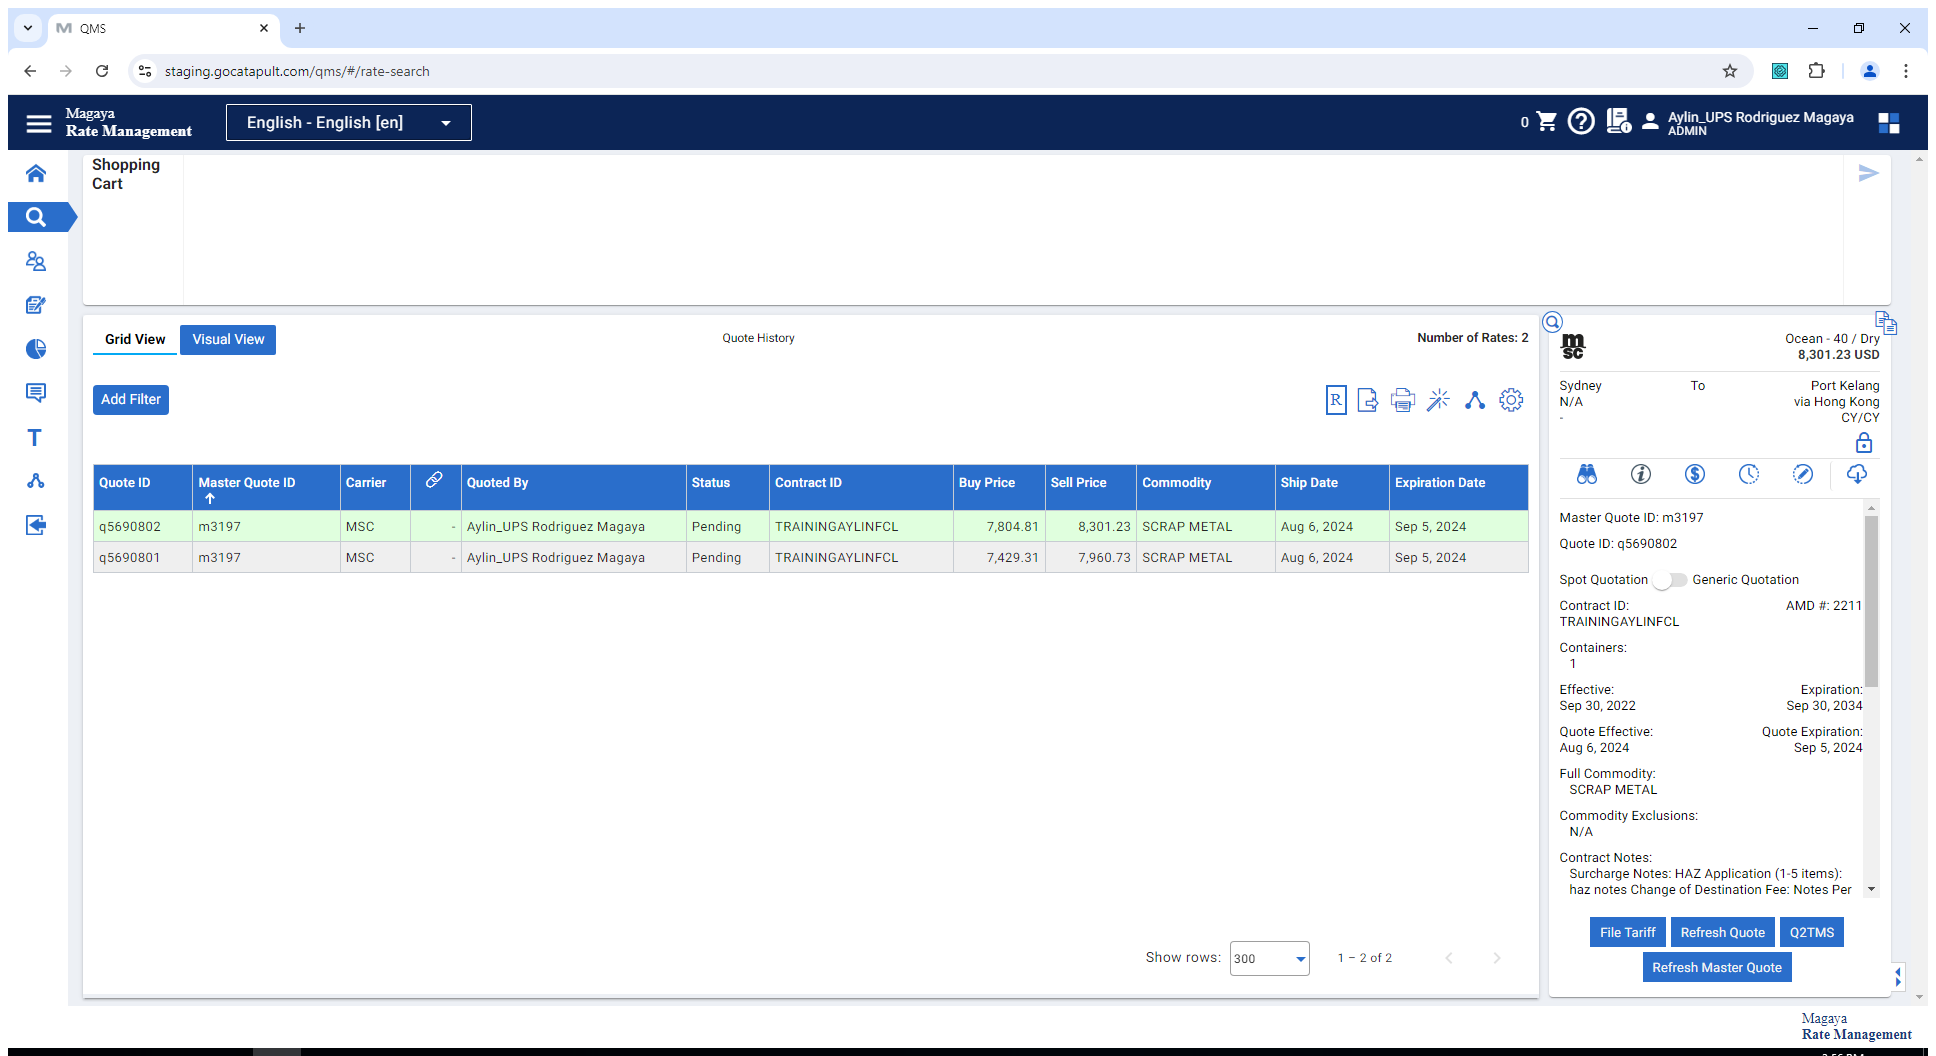 QMS
staging.gocatapult.com/qms/#/rate-search
Magaya
Rate Management
English - English [en]
0
Aylin_UPS Rodriguez Magaya
ADMIN
Shopping
Cart
Grid View
Visual View
Quote History
Number of Rates: 2
Add Filter
R
Quote ID Master Quote ID Carrier Quoted By Status Contract ID Buy Price Sell Price Commodity Ship Date Expiration Date
q5690802 m3197 MSC - Aylin_UPS Rodriguez Magaya Pending TRAININGAYLINFCL 7,804.81 8,301.23 SCRAP METAL Aug 6, 2024 Sep 5, 2024
q5690801 m3197 MSC - Aylin_UPS Rodriguez Magaya Pending TRAININGAYLINFCL 7,429.31 7,960.73 SCRAP METAL Aug 6, 2024 Sep 5, 2024
Show rows: 300 1 – 2 of 2
msc
Ocean - 40 / Dry
8,301.23 USD
Sydney To Port Kelang
N/A via Hong Kong
- CY/CY
Master Quote ID: m3197
Quote ID: q5690802
Spot Quotation Generic Quotation
Contract ID: AMD #: 2211
TRAININGAYLINFCL
Containers:
1
Effective: Expiration:
Sep 30, 2022 Sep 30, 2034
Quote Effective: Quote Expiration:
Aug 6, 2024 Sep 5, 2024
Full Commodity:
SCRAP METAL
Commodity Exclusions:
N/A
Contract Notes:
Surcharge Notes: HAZ Application (1-5 items):
haz notes Change of Destination Fee: Notes Per
File Tariff Refresh Quote Q2TMS
Refresh Master Quote
Magaya
Rate Management